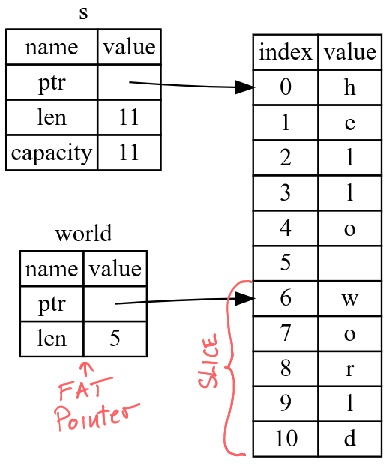 s
name value
ptr
len 11
capacity 11
index value
0 h
1 e
2 l
3 l
4 o
5
6 w
7 o
8 r
9 l
10 d
world
name value
ptr
len 5
FAT
Pointer
SLICE